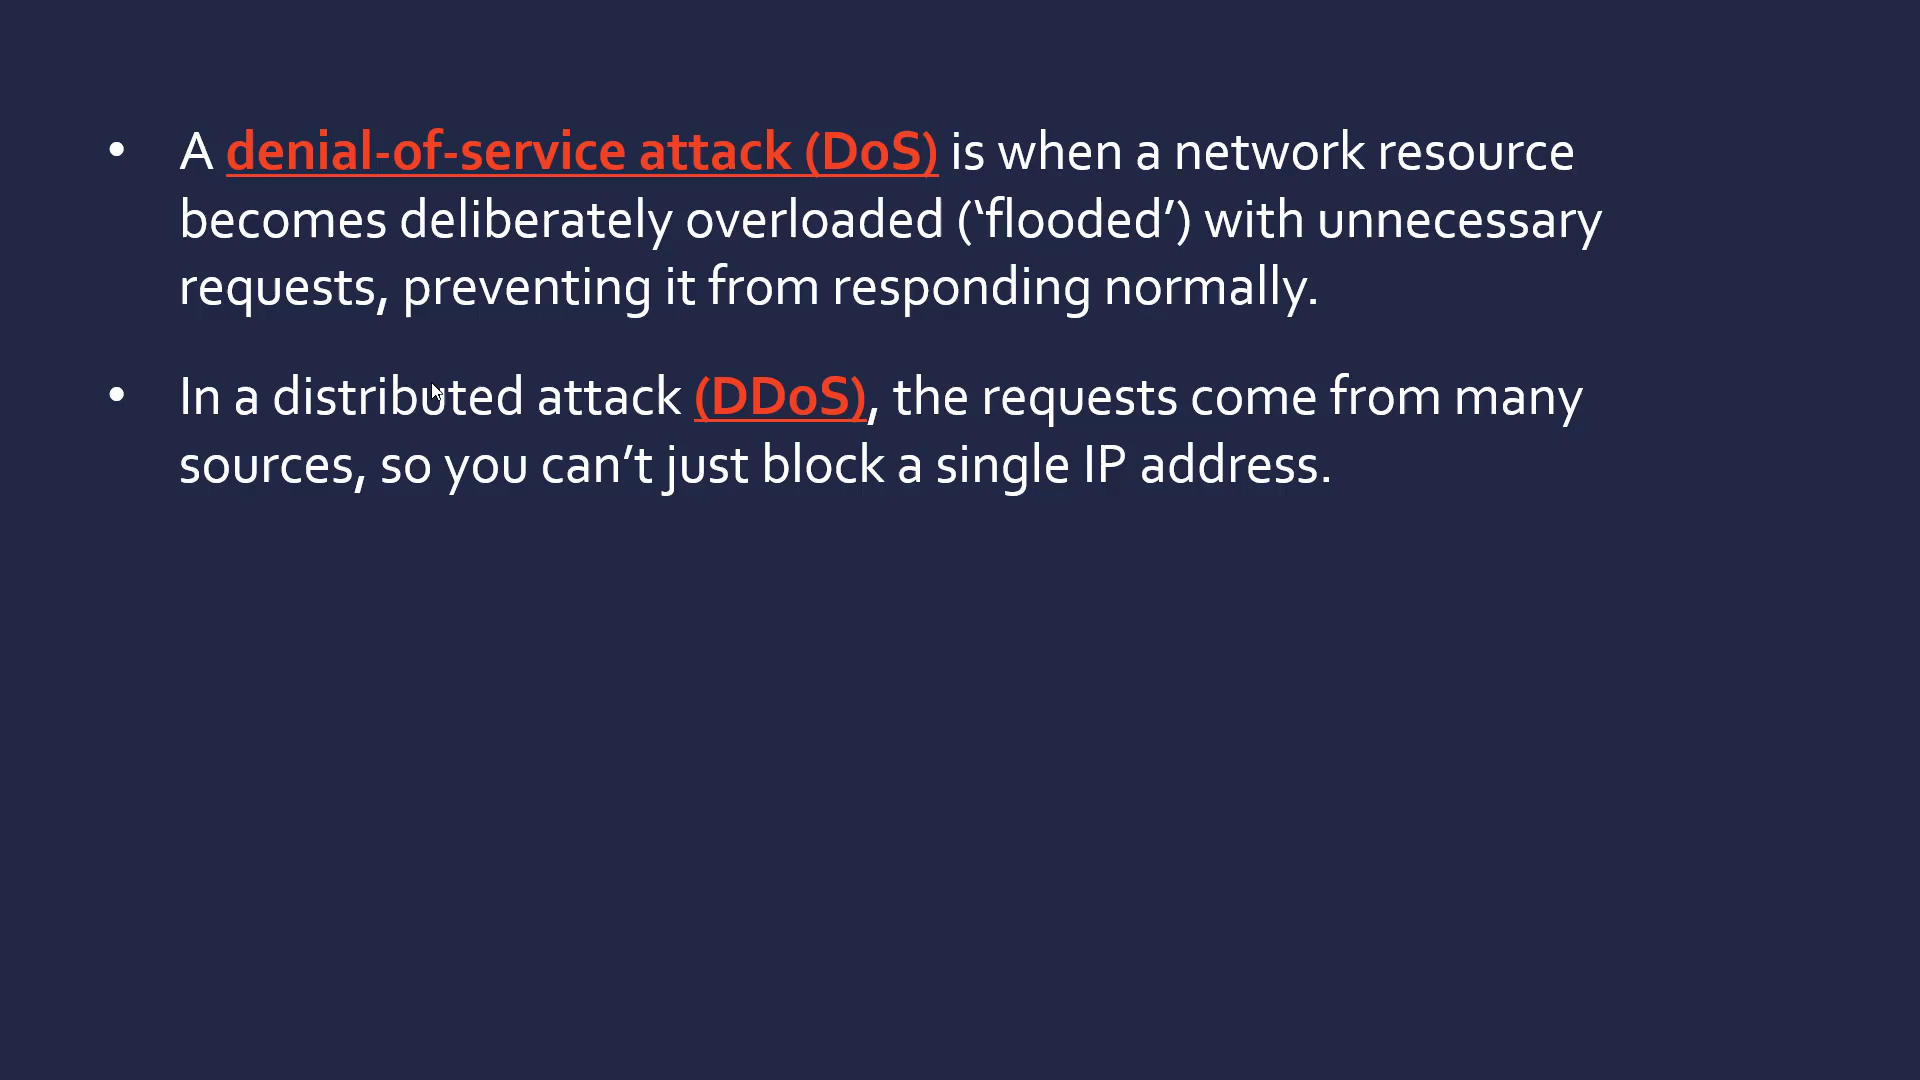 • A denial-of-service attack (DoS) is when a network resource
becomes deliberately overloaded (‘flooded’) with unnecessary
requests, preventing it from responding normally.
• In a distributed attack (DDoS), the requests come from many
sources, so you can’t just block a single IP address.